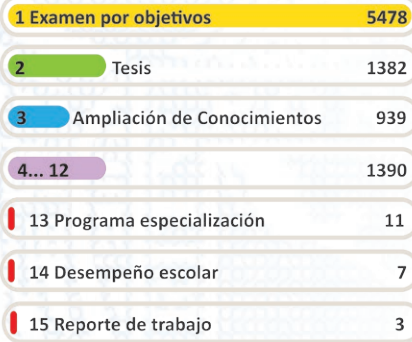 1 Examen por objetivos 5478
2 Tesis 1382
3 Ampliación de Conocimientos 939
4... 12 1390
13 Programa especialización 11
14 Desempeño escolar 7
15 Reporte de trabajo 3